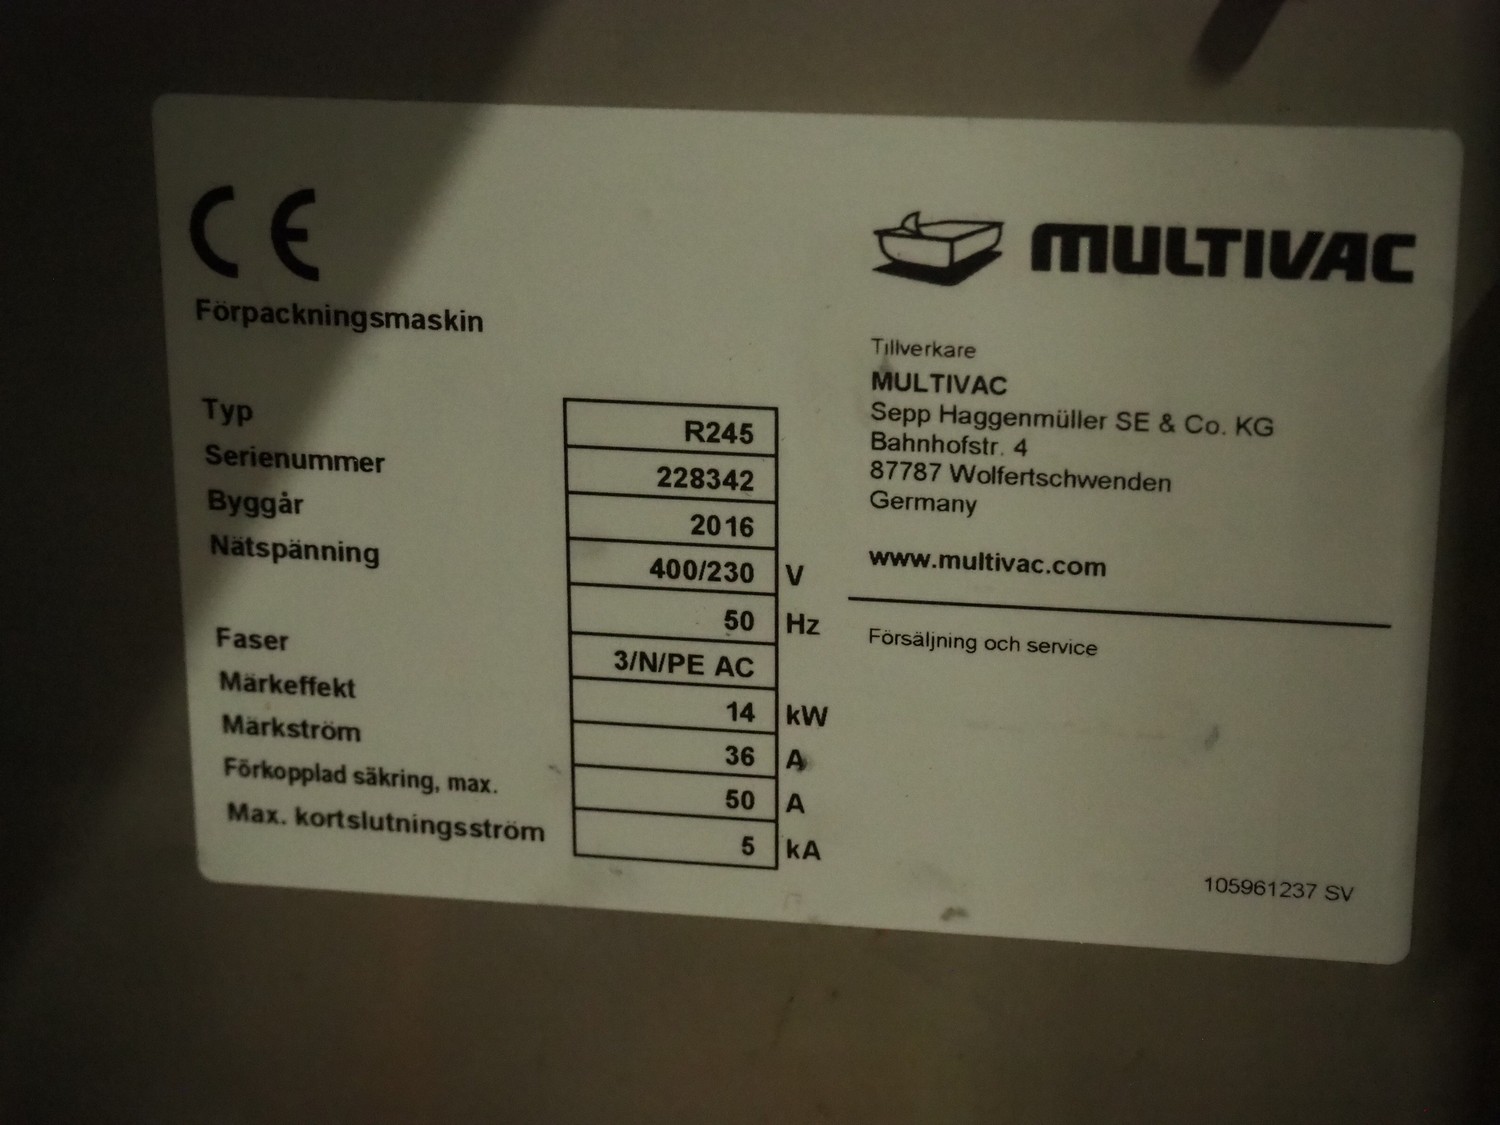 CE
Förpackningsmaskin
Typ R245
Serienummer 228342
Byggår 2016
Nätspänning 400/230 V
50 Hz
Faser 3/N/PE AC
Märkeffekt 14 kW
Märkström 36 A
Förkopplad säkring, max. 50 A
Max. kortslutningsström 5 kA
MULTIVAC
Tillverkare
MULTIVAC
Sepp Haggenmüller SE & Co. KG
Bahnhofstr. 4
87787 Wolfertschwenden
Germany
www.multivac.com
Försäljning och service
105961237 SV